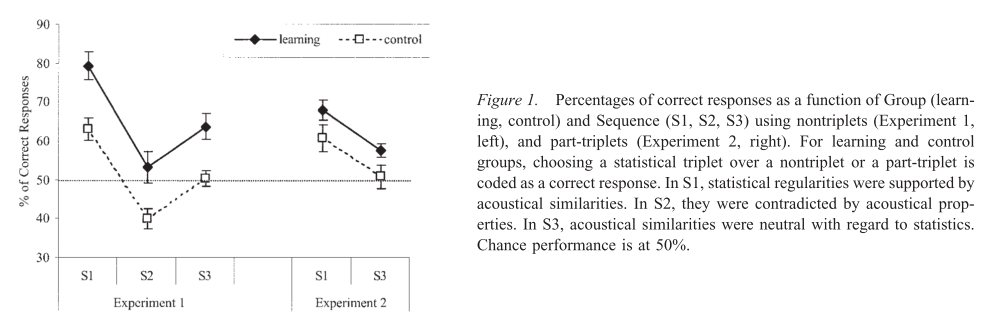 90
80
70
60
50
40
30
% of Correct Responses
learning
control
S1 S2 S3 S1 S3
Experiment 1 Experiment 2
Figure 1. Percentages of correct responses as a function of Group (learn-
ing, control) and Sequence (S1, S2, S3) using nontriplets (Experiment 1,
left), and part-triplets (Experiment 2, right). For learning and control
groups, choosing a statistical triplet over a nontriplet or a part-triplet is
coded as a correct response. In S1, statistical regularities were supported by
acoustical similarities. In S2, they were contradicted by acoustical prop-
erties. In S3, acoustical similarities were neutral with regard to statistics.
Chance performance is at 50%.